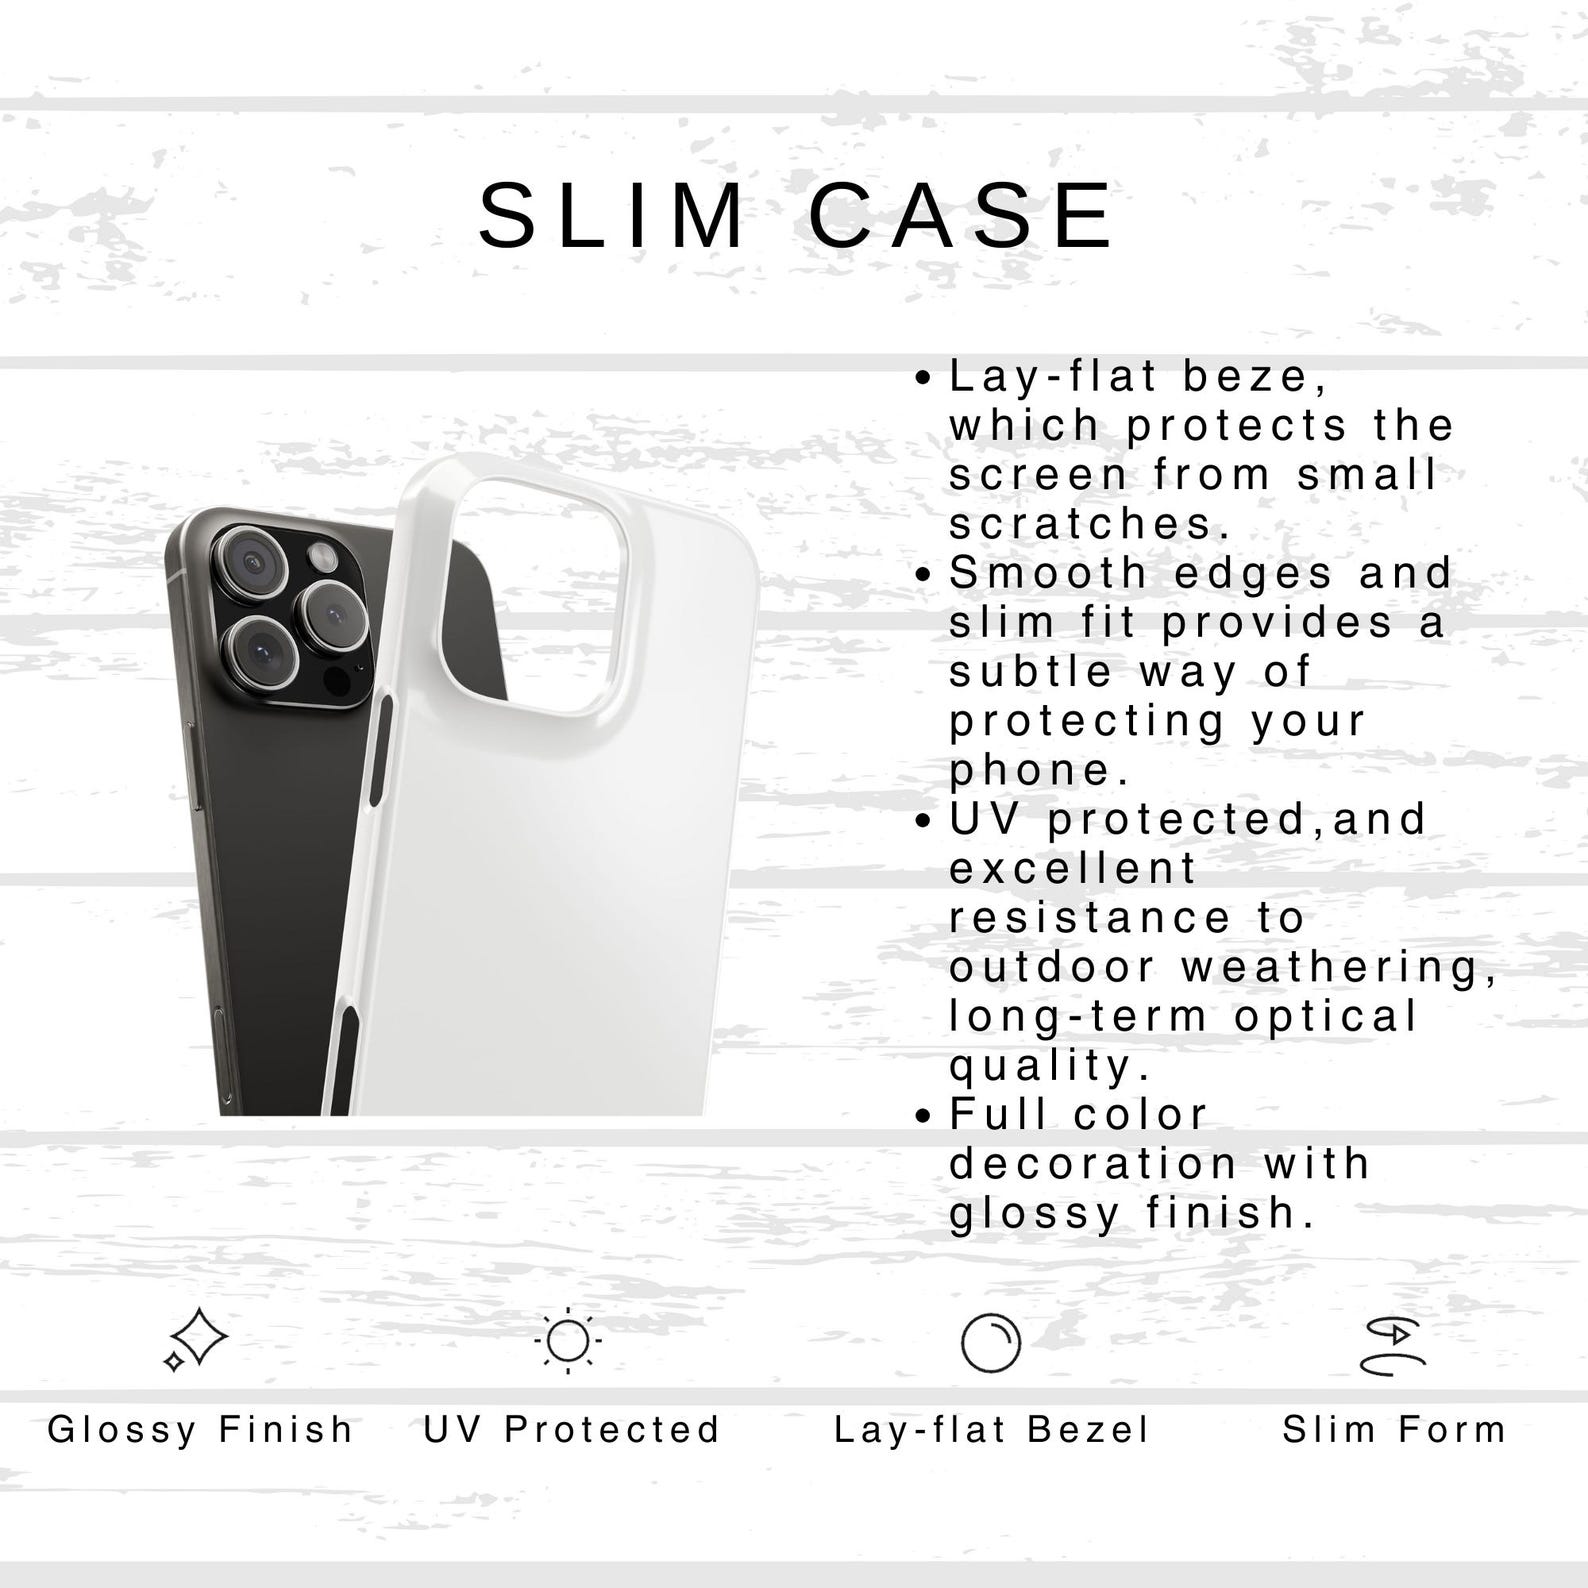 SLIM CASE
• Lay-flat beze,
which protects the
screen from small
scratches.
• Smooth edges and
slim fit provides a
subtle way of
protecting your
phone.
• UV protected,and
excellent
resistance to
outdoor weathering,
long-term optical
quality.
• Full color
decoration with
glossy finish.
Glossy Finish
UV Protected
Lay-flat Bezel
Slim Form